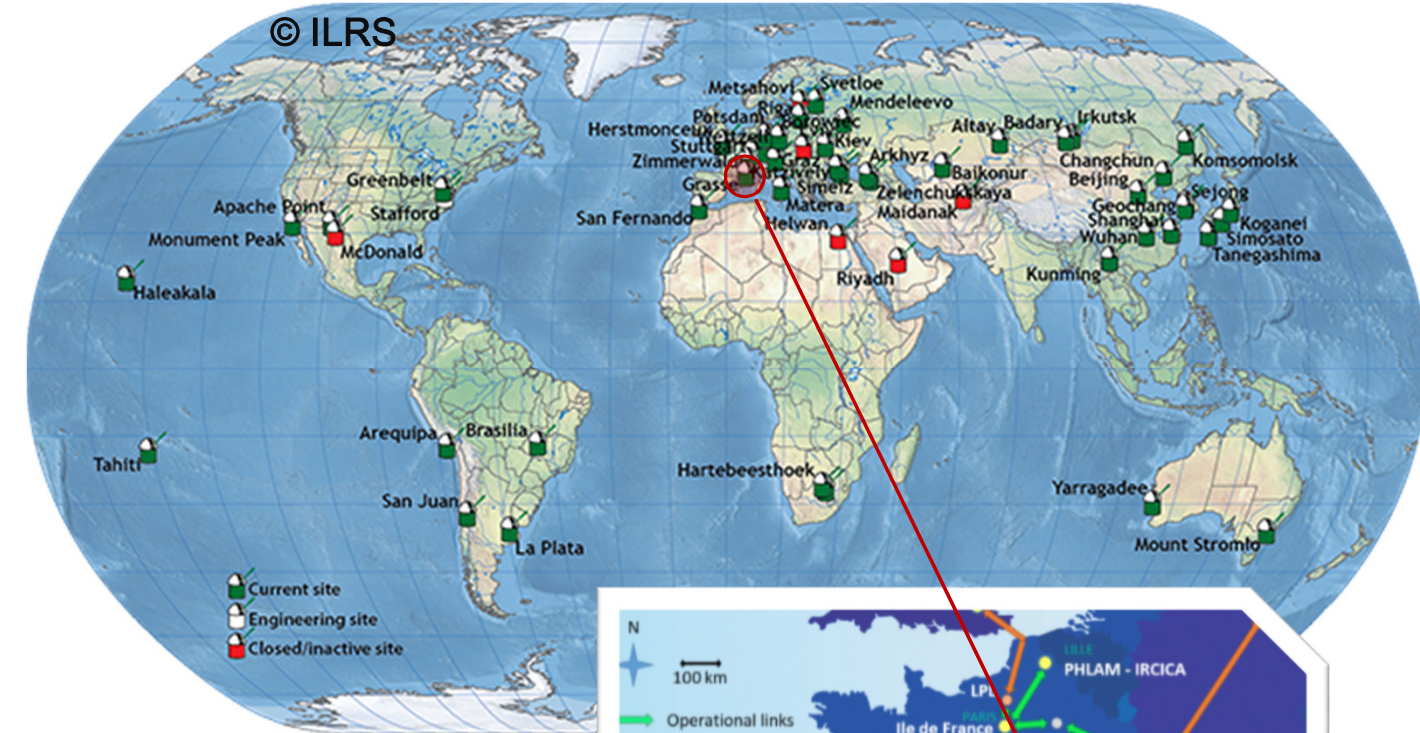 © ILRS
Metsahovi
Svetloe
Riga
Mendeleevo
Potsdam
Borowiec
Herstmonceux
Wettzell
Kiev
Altay
Badary
Irkutsk
Stuttgart
Zimmerwald
Graz
Arkhyz
Changchun
Komsomolsk
Katzively
Baikonur
Beijing
Grasse
Simeiz
Zelenchukskaya
Sejong
Greenbelt
Matera
Maidanak
Geochang
Apache Point
Stafford
San Fernando
Helwan
Shanghai
Koganei
Monument Peak
McDonald
Wuhan
Simosato
Tanegashima
Riyadh
Kunming
Haleakala
Arequipa
Brasilia
Tahiti
Hartebeesthoek
Yarragadee
San Juan
La Plata
Mount Stromlo
Current site
Engineering site
Closed/inactive site
N
100 km
Operational links
LILLE
PHLAM - IRCICA
LPL
PARIS
Ile de France